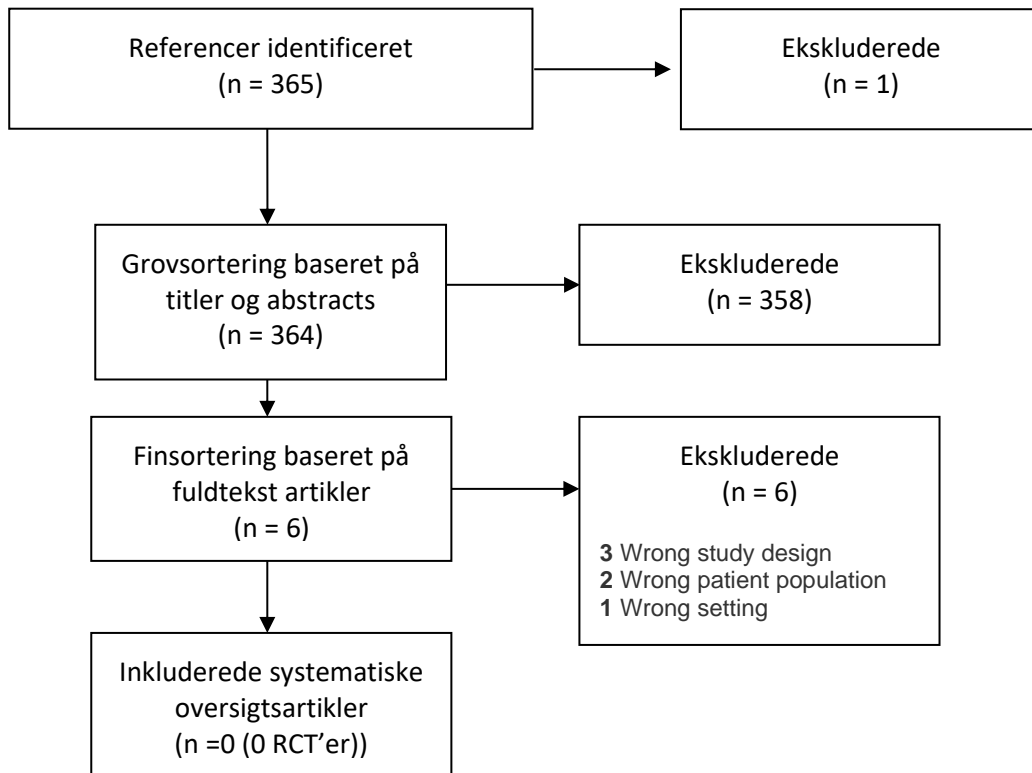 Referencer identificeret
(n = 365)
Ekskluderede
(n = 1)
Grovsortering baseret på
titler og abstracts
(n = 364)
Ekskluderede
(n = 358)
Finsortering baseret på
fuldtekst artikler
(n = 6)
Ekskluderede
(n = 6)
3 Wrong study design
2 Wrong patient population
1 Wrong setting
Inkluderede systematiske
oversigtsartikler
(n =0 (0 RCT’er))